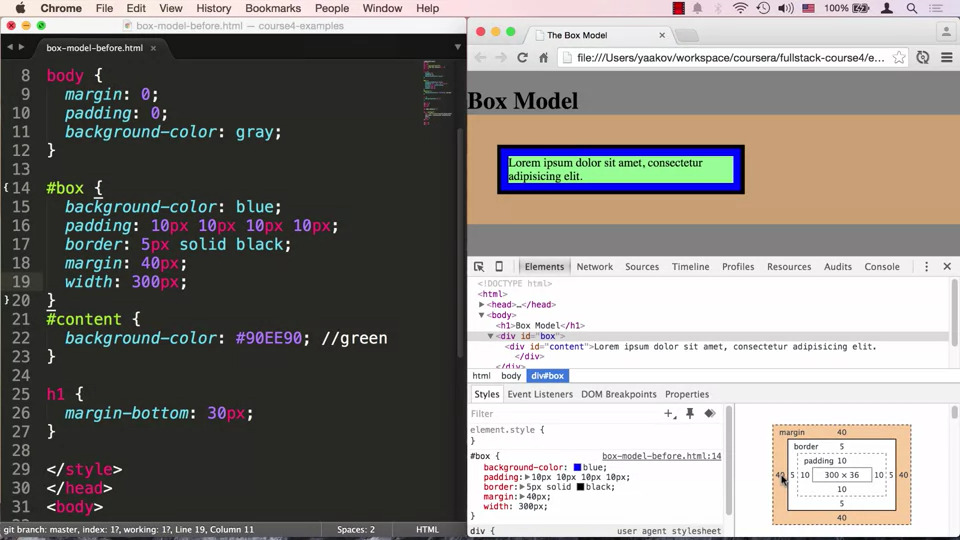 Chrome File Edit View History Bookmarks People Window Help 100%
box-model-before.html — course4-examples
box-model-before.html ×
8 body {
9 margin: 0;
10 padding: 0;
11 background-color: gray;
12 }
13
14 #box {
15 background-color: blue;
16 padding: 10px 10px 10px 10px;
17 border: 5px solid black;
18 margin: 40px;
19 width: 300px;
20 }
21 #content {
22 background-color: #90EE90; //green
23 }
24
25 h1 {
26 margin-bottom: 30px;
27 }
28
29 </style>
30 </head>
31 <body>
git branch: master, index: 1?, working: 1?, Line 19, Column 11 Spaces: 2 HTML
The Box Model ×
file:///Users/yaakov/workspace/coursera/fullstack-course4/e...
Box Model
Lorem ipsum dolor sit amet, consectetur
adipisicing elit.
Elements Network Sources Timeline Profiles Resources Audits Console
<!DOCTYPE html>
<html>
<head>…</head>
<body>
<h1>Box Model</h1>
<div id="box">
<div id="content">Lorem ipsum dolor sit amet, consectetur adipisicing elit.
</div>
</div>
html body div#box
Styles Event Listeners DOM Breakpoints Properties
Filter
element.style {
}
#box { box-model-before.html:14
background-color: blue;
padding: 10px 10px 10px 10px;
border: 5px solid black;
margin: 40px;
width: 300px;
}
div { user agent stylesheet
margin 40
border 5
padding 10
40 5 10 300 × 36 10 5 40
10
5
40